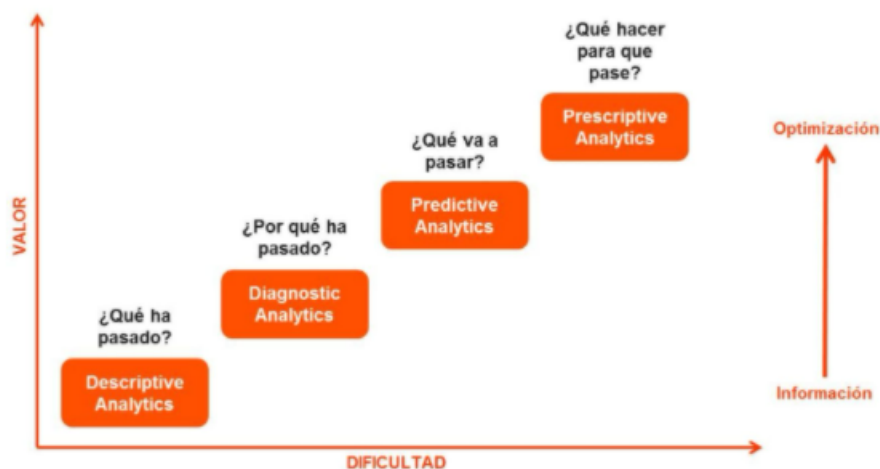 ¿Qué hacer
para que
pase?
Prescriptive
Analytics
Optimización
¿Qué va a
pasar?
Predictive
Analytics
VALOR
¿Por qué ha
pasado?
Diagnostic
Analytics
¿Qué ha
pasado?
Descriptive
Analytics
Información
DIFICULTAD